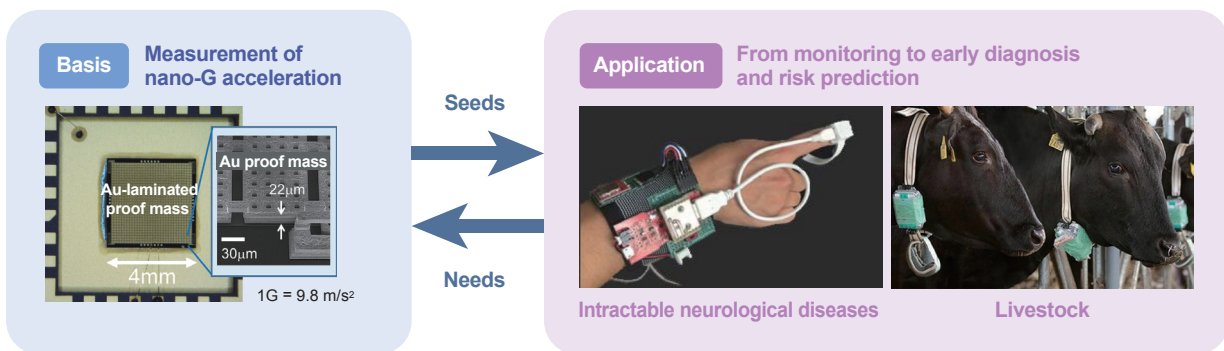 Basis
Measurement of
nano-G acceleration
Au-laminated
proof mass
4mm
Au proof mass
22μm
30μm
1G = 9.8 m/s²
Seeds
Needs
Application
From monitoring to early diagnosis
and risk prediction
Intractable neurological diseases
Livestock